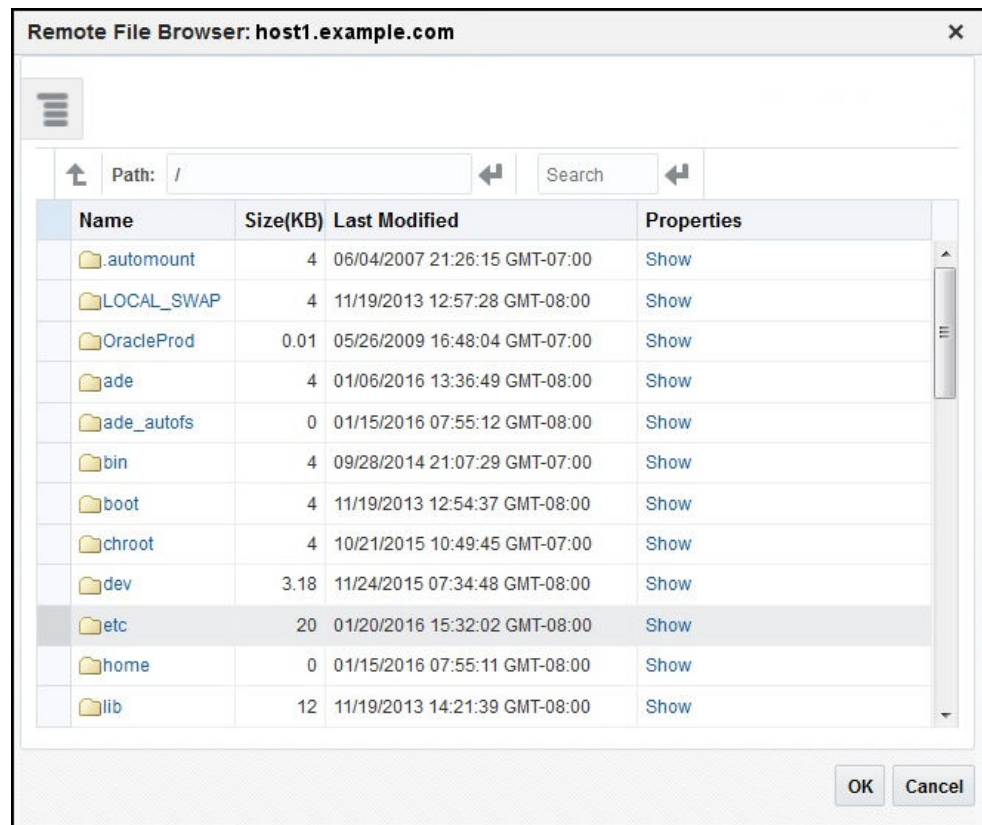 Remote File Browser: host1.example.com
Path: / Search
Name Size(KB) Last Modified Properties
.automount 4 06/04/2007 21:26:15 GMT-07:00 Show
LOCAL_SWAP 4 11/19/2013 12:57:28 GMT-08:00 Show
OracleProd 0.01 05/26/2009 16:48:04 GMT-07:00 Show
ade 4 01/06/2016 13:36:49 GMT-08:00 Show
ade_autofs 0 01/15/2016 07:55:12 GMT-08:00 Show
bin 4 09/28/2014 21:07:29 GMT-07:00 Show
boot 4 11/19/2013 12:54:37 GMT-08:00 Show
chroot 4 10/21/2015 10:49:45 GMT-07:00 Show
dev 3.18 11/24/2015 07:34:48 GMT-08:00 Show
etc 20 01/20/2016 15:32:02 GMT-08:00 Show
home 0 01/15/2016 07:55:11 GMT-08:00 Show
lib 12 11/19/2013 14:21:39 GMT-08:00 Show
OK Cancel